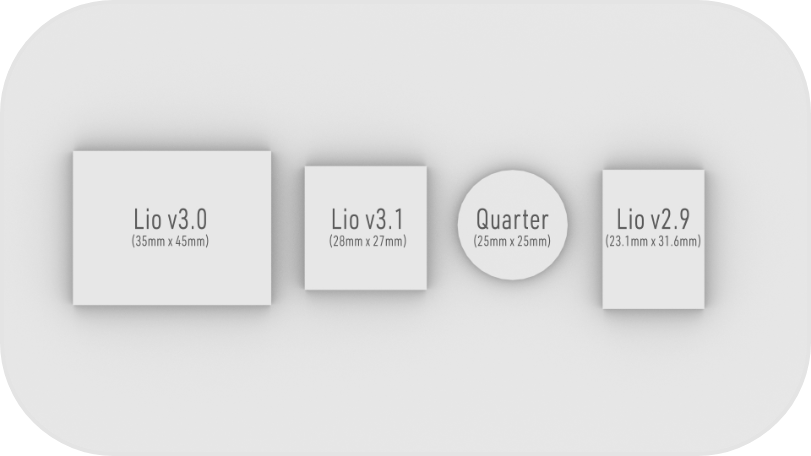 Lio v3.0
(35mm x 45mm)
Lio v3.1
(28mm x 27mm)
Quarter
(25mm x 25mm)
Lio v2.9
(23.1mm x 31.6mm)